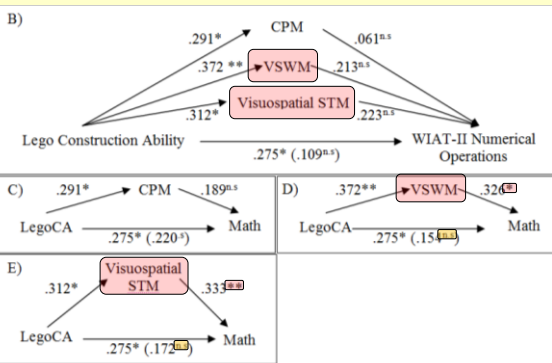 B)
CPM
.291* .061ⁿ·ˢ
.372 ** VSWM .213ⁿ·ˢ
Visuospatial STM
.312* .223ⁿ·ˢ
Lego Construction Ability WIAT-II Numerical
Operations
.275* (.109ⁿ·ˢ)
C) .291* CPM .189ⁿ·ˢ
LegoCA Math
.275* (.220·ˢ)
D) .372** VSWM .326*
LegoCA Math
.275* (.15 n.s)
E) Visuospatial
STM
.312* .333**
LegoCA Math
.275* (.172ⁿ·ˢ)